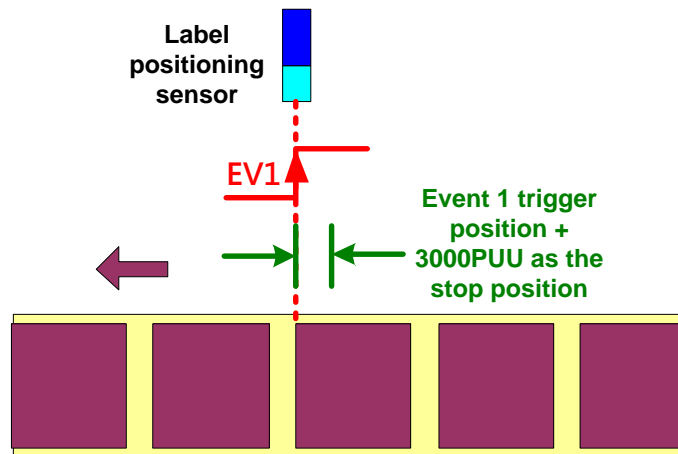 Label
positioning
sensor
EV1
Event 1 trigger
position +
3000PUU as the
stop position